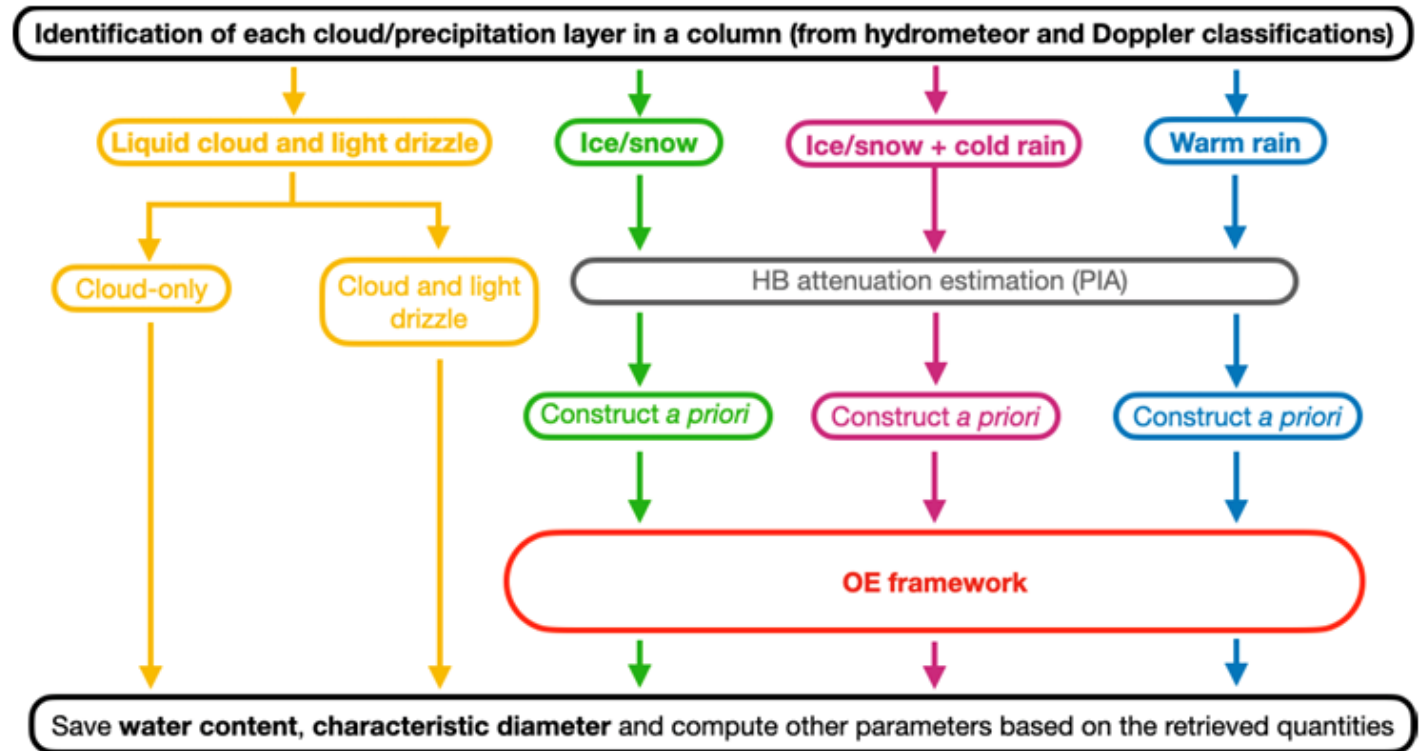 Identification of each cloud/precipitation layer in a column (from hydrometeor and Doppler classifications)
Liquid cloud and light drizzle
Ice/snow
Ice/snow + cold rain
Warm rain
Cloud-only
Cloud and light
drizzle
HB attenuation estimation (PIA)
Construct a priori
Construct a priori
Construct a priori
OE framework
Save water content, characteristic diameter and compute other parameters based on the retrieved quantities